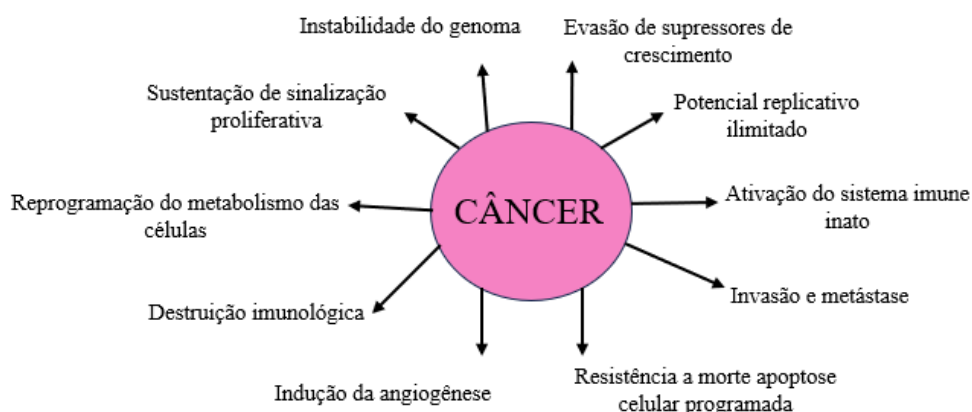 Instabilidade do genoma
Evasão de supressores de
crescimento
Sustentação de sinalização
proliferativa
Potencial replicativo
ilimitado
Reprogramação do metabolismo das
células
CÂNCER
Ativação do sistema imune
inato
Destruição imunológica
Invasão e metástase
Indução da angiogênese
Resistência a morte apoptose
celular programada